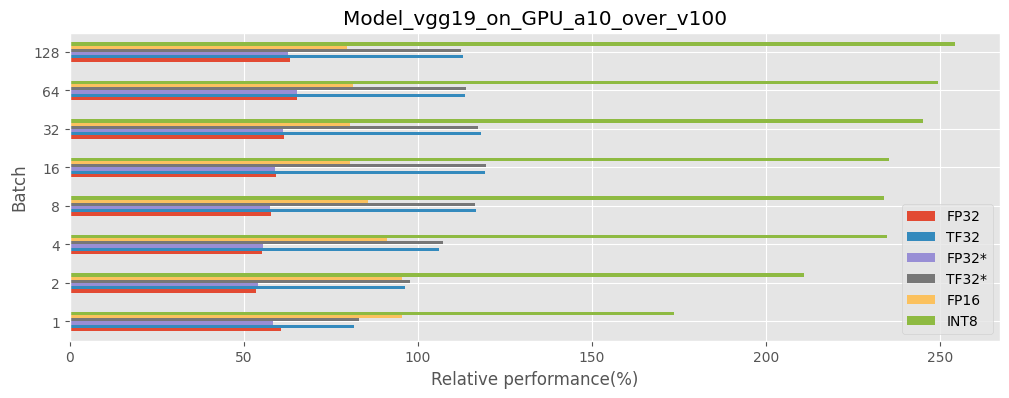 Model_vgg19_on_GPU_a10_over_v100
Batch
128
64
32
16
8
4
2
1
FP32
TF32
FP32*
TF32*
FP16
INT8
0
50
100
150
200
250
Relative performance(%)